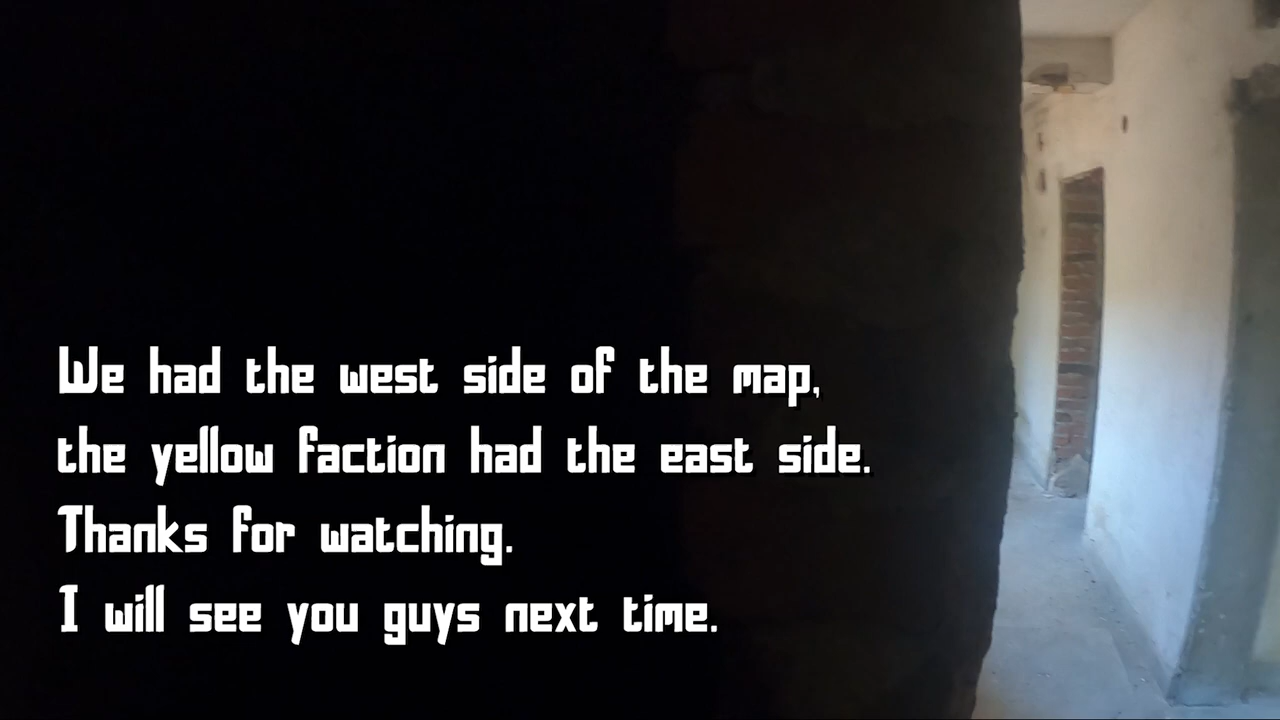 We had the west side of the map,
the yellow faction had the east side.
Thanks for watching.
I will see you guys next time.